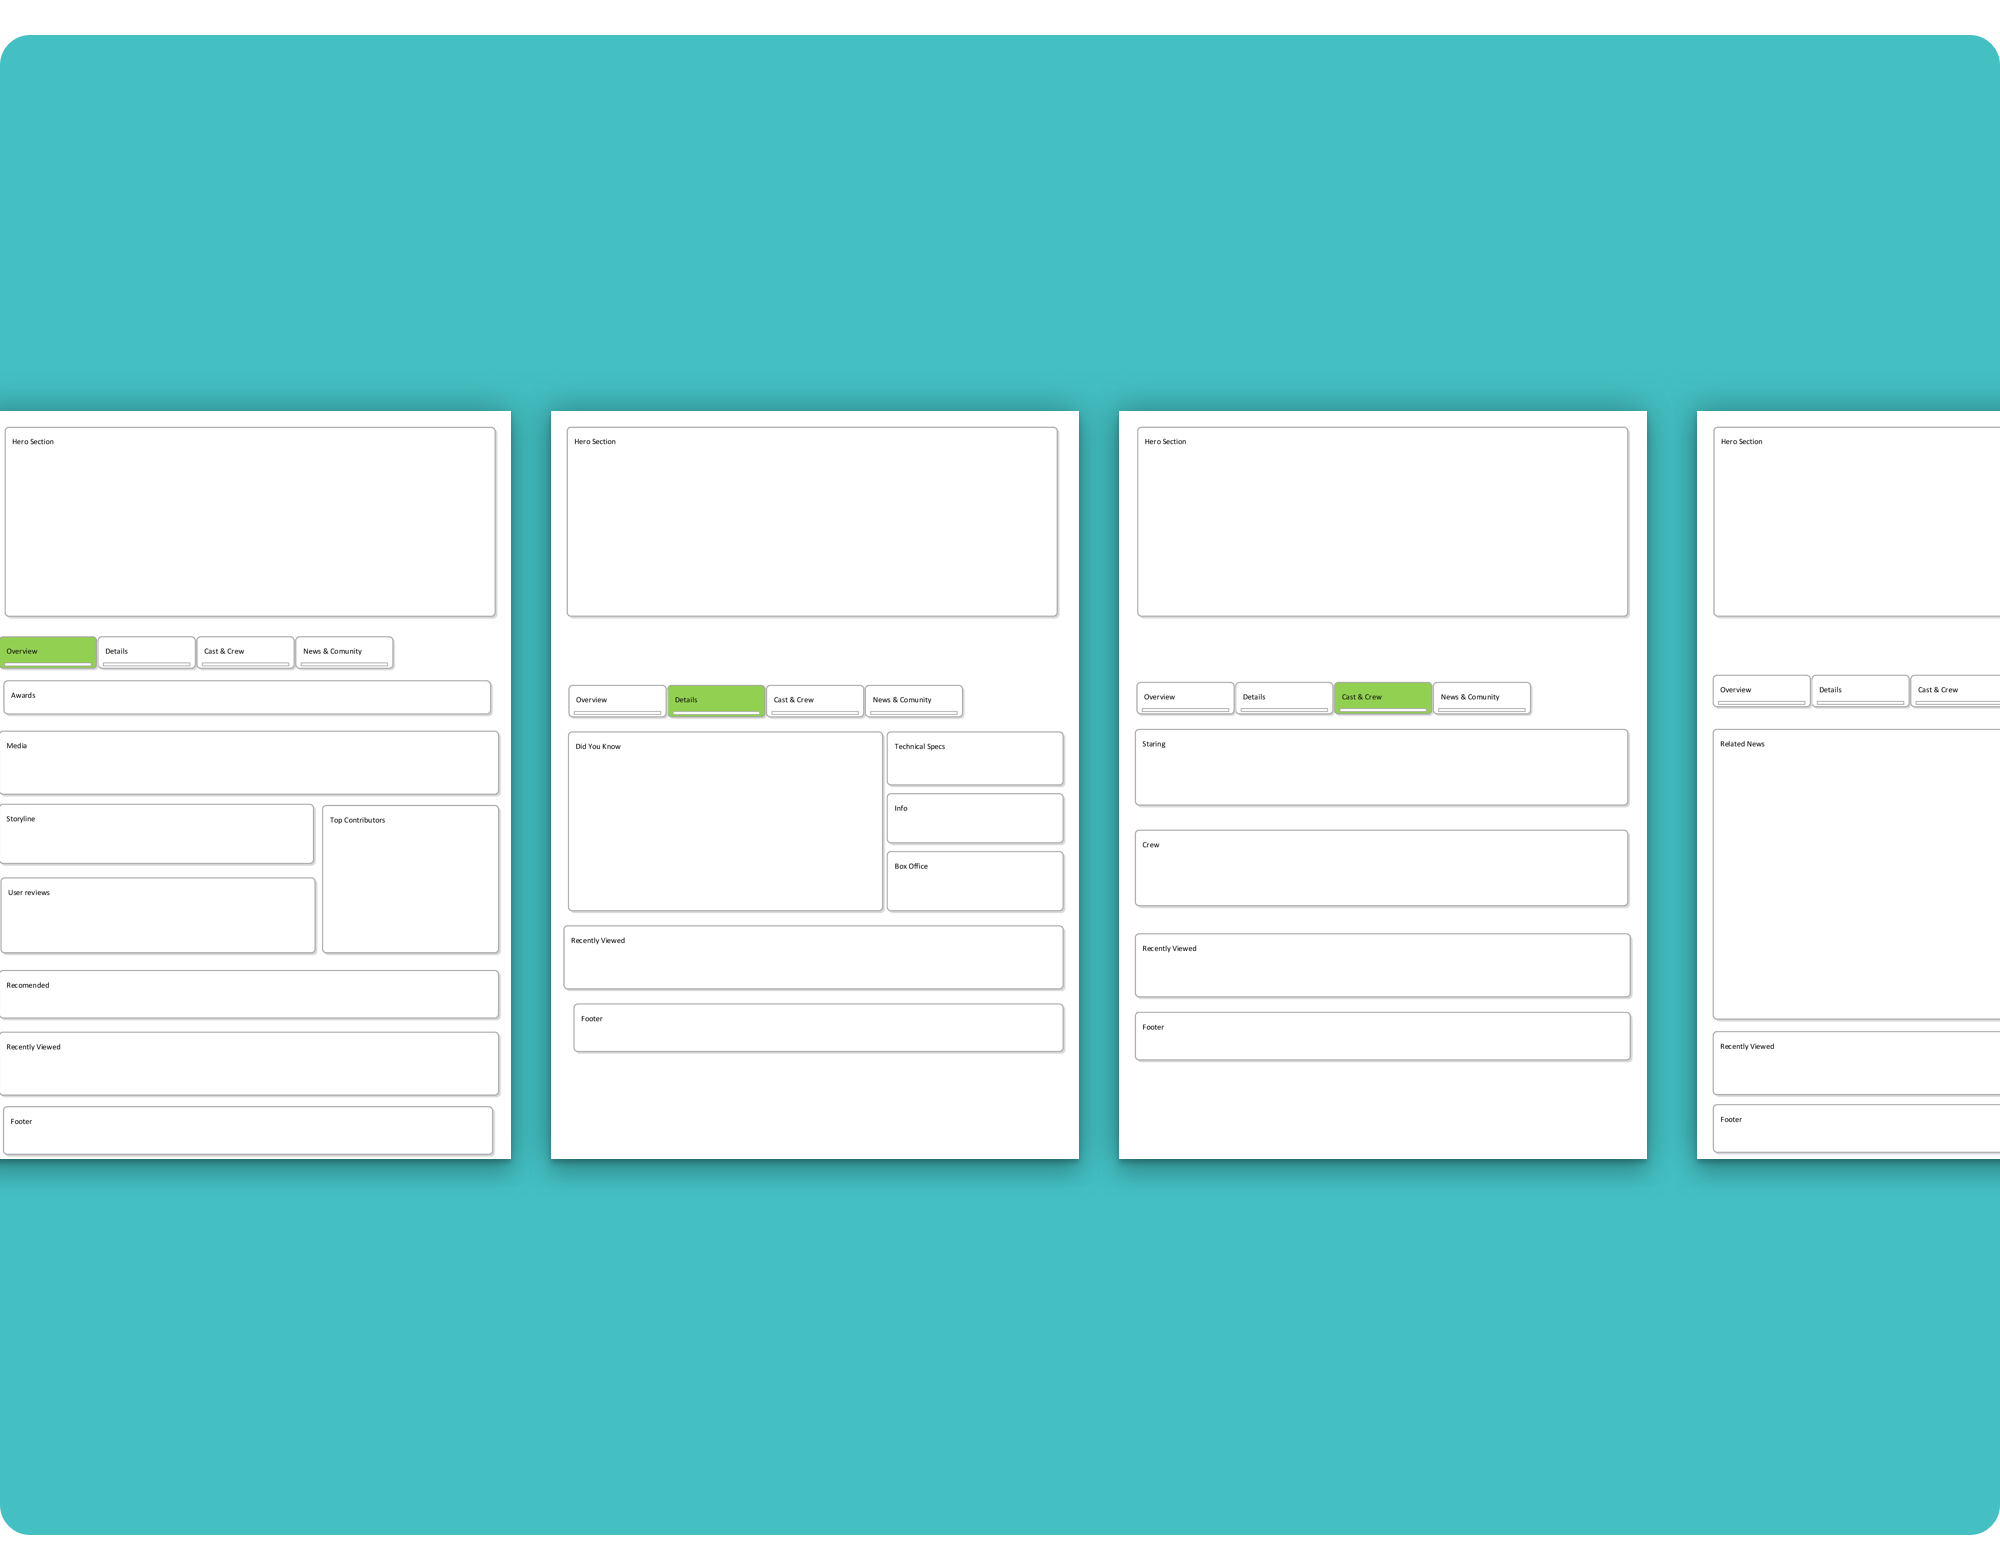 Hero Section
Overview
Details
Cast & Crew
News & Comunity
Awards
Media
Storyline
Top Contributors
User reviews
Recomended
Recently Viewed
Footer
Hero Section
Overview
Details
Cast & Crew
News & Comunity
Did You Know
Technical Specs
Info
Box Office
Recently Viewed
Footer
Hero Section
Overview
Details
Cast & Crew
News & Comunity
Staring
Crew
Recently Viewed
Footer
Hero Section
Overview
Details
Cast & Crew
Related News
Recently Viewed
Footer